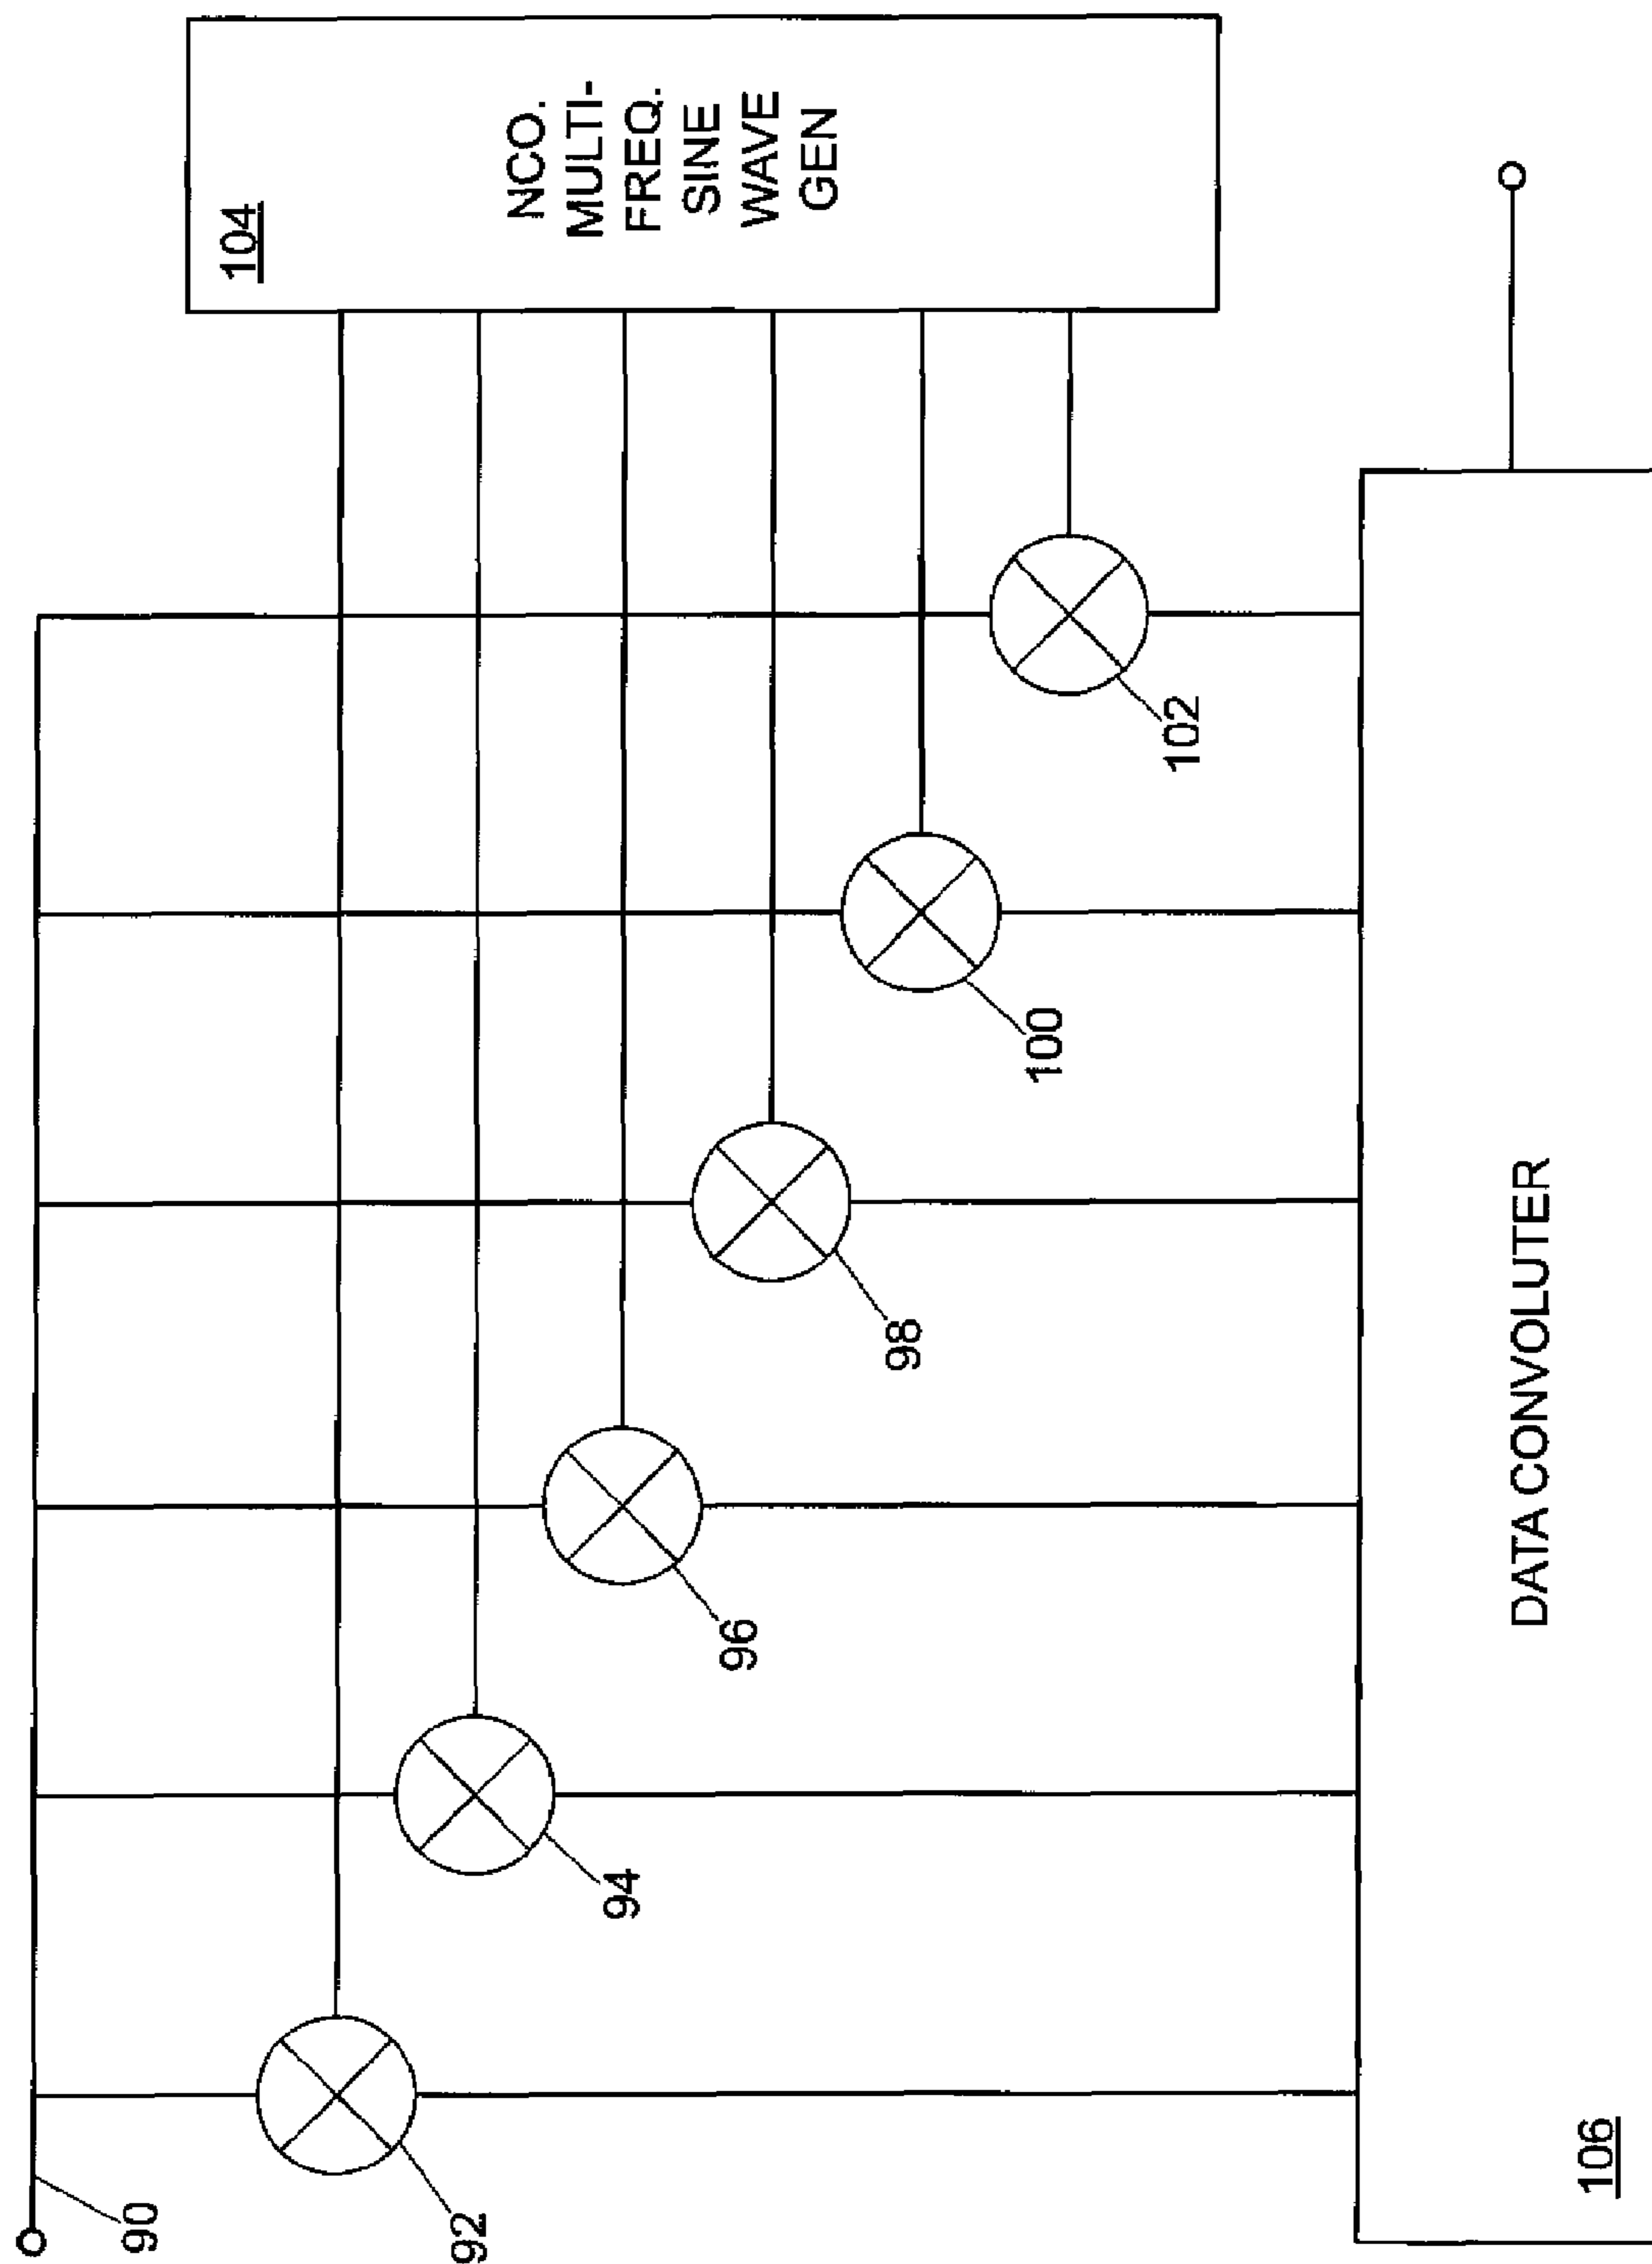 90
92
94
96
98
100
102
104
NCO.
MULTI-
FREQ.
SINE
WAVE
GEN
106
DATA CONVOLUTER